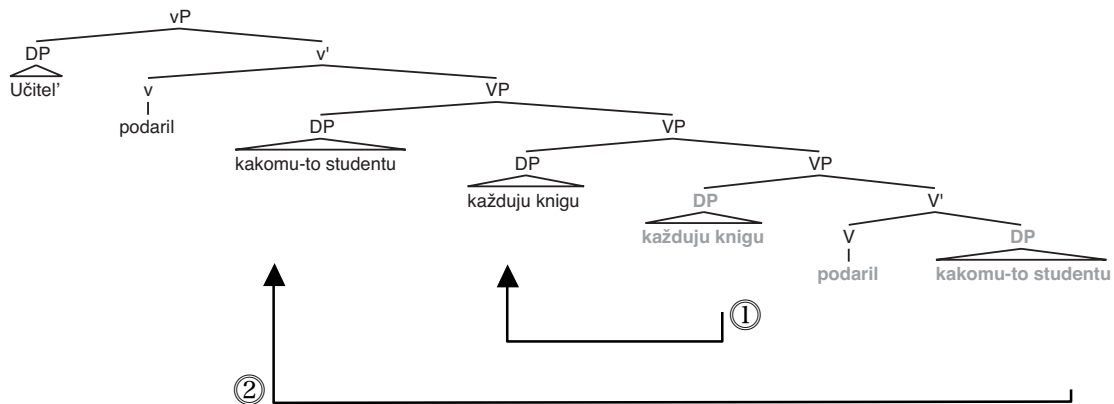 vP
DP v'
Učitel' v VP
podaril DP VP
kakomu-to studentu DP VP
každuju knigu DP V'
každuju knigu V DP
podaril kakomu-to studentu
①
②